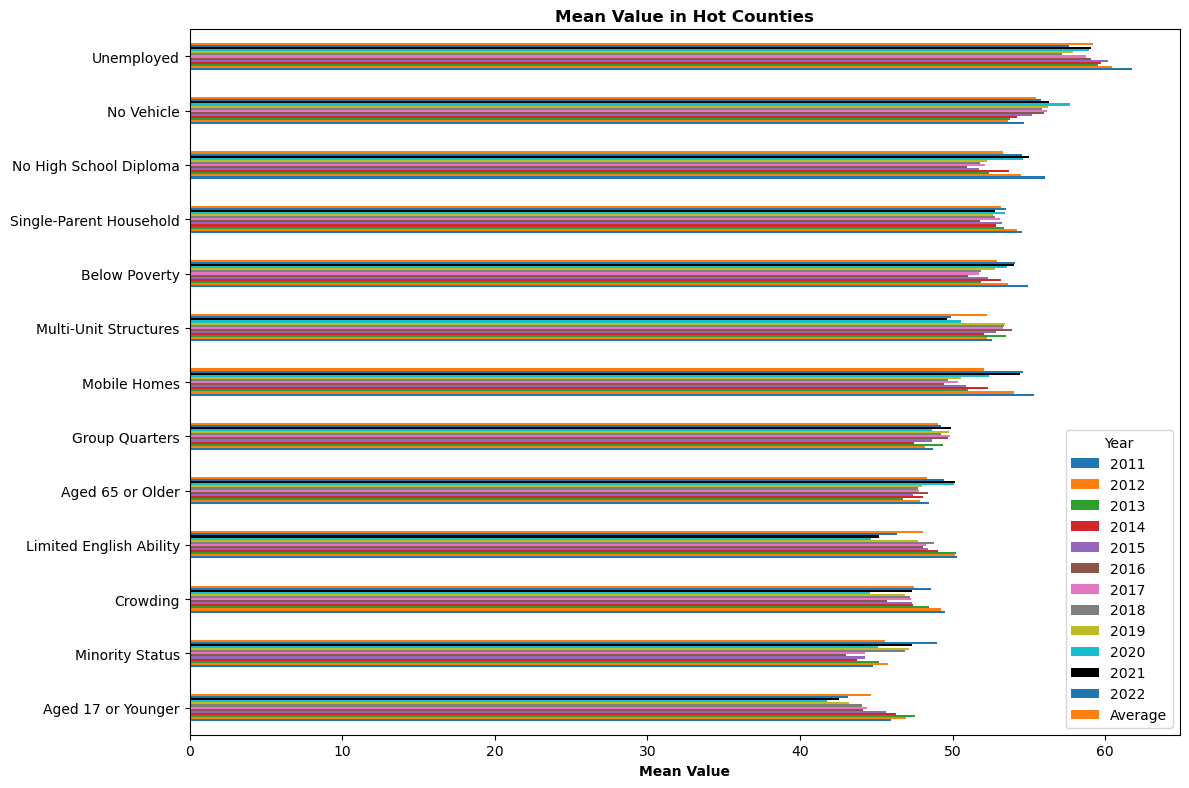 Mean Value in Hot Counties
Unemployed
No Vehicle
No High School Diploma
Single-Parent Household
Below Poverty
Multi-Unit Structures
Mobile Homes
Group Quarters
Aged 65 or Older
Limited English Ability
Crowding
Minority Status
Aged 17 or Younger
Year
2011
2012
2013
2014
2015
2016
2017
2018
2019
2020
2021
2022
Average
0 10 20 30 40 50 60
Mean Value